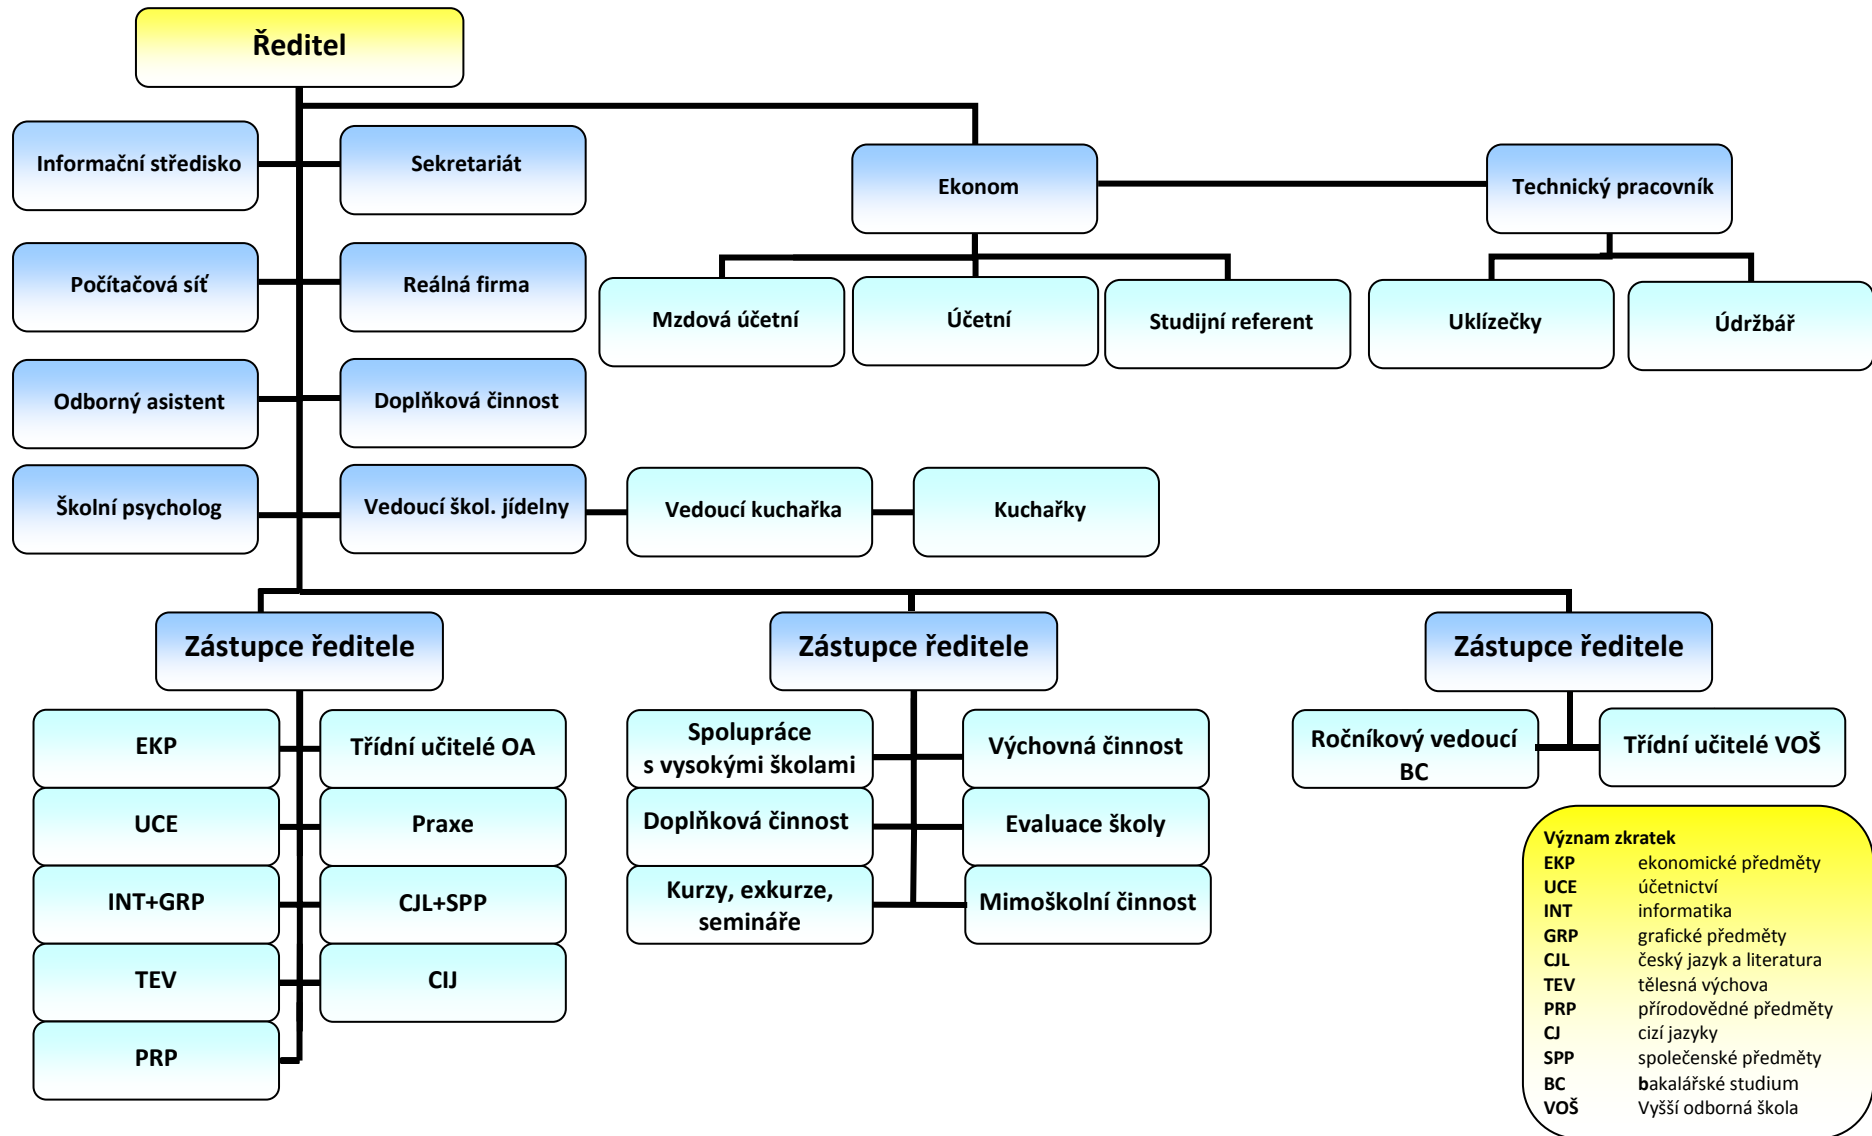 Ředitel
Informační středisko
Sekretariát
Ekonom
Technický pracovník
Počítačová síť
Reálná firma
Mzdová účetní
Účetní
Studijní referent
Uklízečky
Údržbář
Odborný asistent
Doplňková činnost
Školní psycholog
Vedoucí škol. jídelny
Vedoucí kuchařka
Kuchařky
Zástupce ředitele
Zástupce ředitele
Zástupce ředitele
EKP
Třídní učitelé OA
UCE
Praxe
INT+GRP
CJL+SPP
TEV
CIJ
PRP
Spolupráce
s vysokými školami
Výchovná činnost
Doplňková činnost
Evaluace školy
Kurzy, exkurze,
semináře
Mimoškolní činnost
Ročníkový vedoucí
BC
Třídní učitelé VOŠ
Význam zkratek
EKP ekonomické předměty
UCE účetnictví
INT informatika
GRP grafické předměty
CJL český jazyk a literatura
TEV tělesná výchova
PRP přírodovědné předměty
CJ cizí jazyky
SPP společenské předměty
BC bakalářské studium
VOŠ Vyšší odborná škola